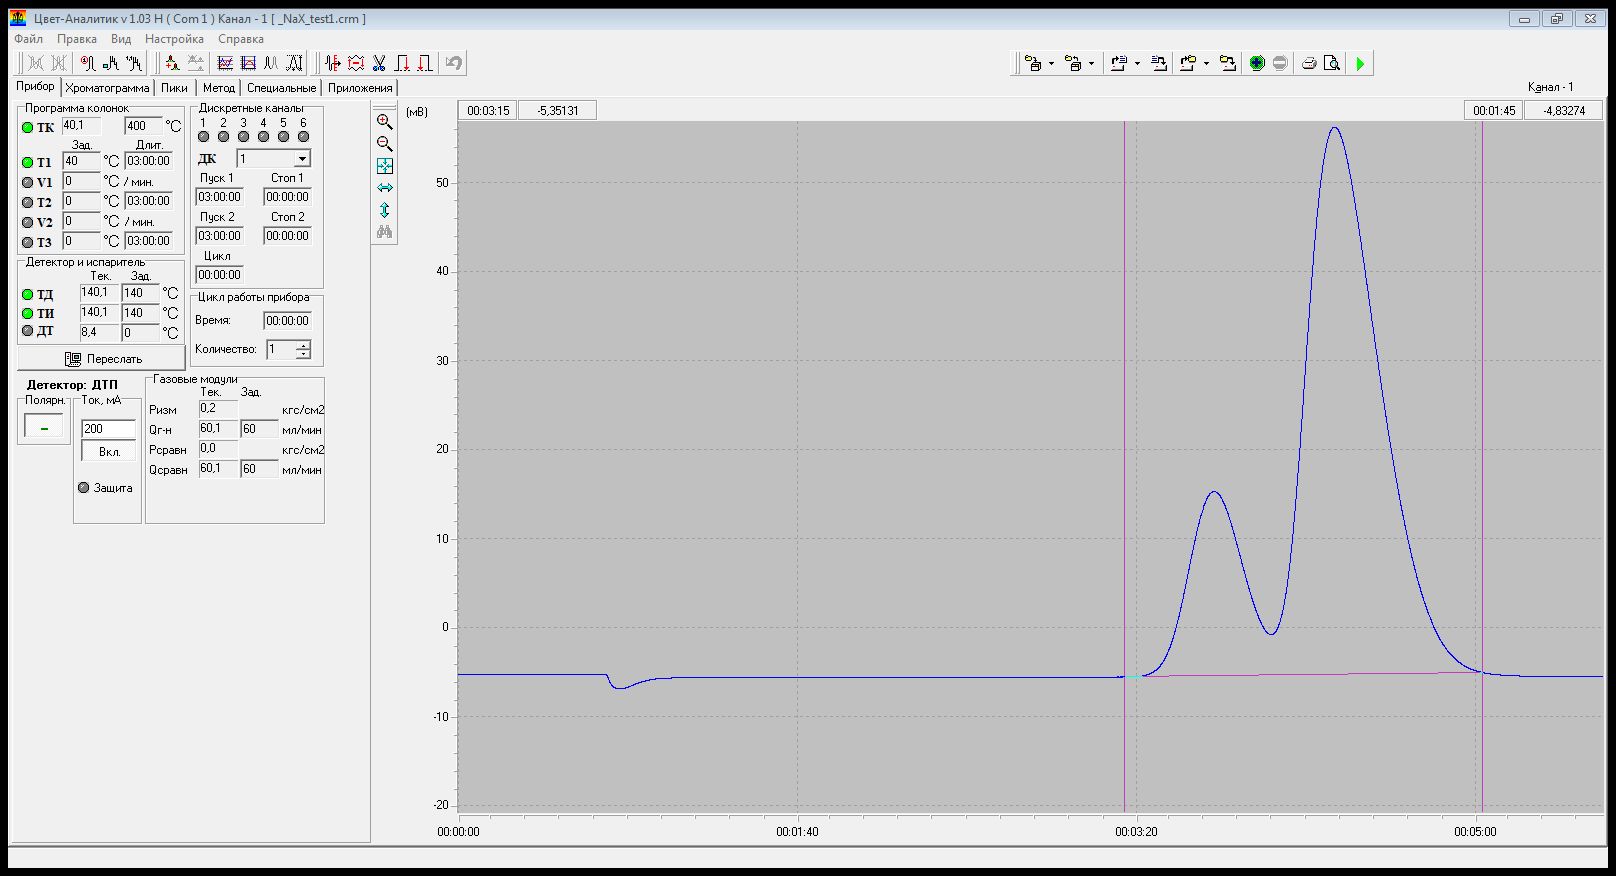 Цвет-Аналитик v 1.03 H ( Com 1 ) Канал - 1 [ _NaX_test1.crm ]
Файл Правка Вид Настройка Справка
Прибор Хроматограмма Пики Метод Специальные Приложения
Канал - 1
Программа колонок
ТК 40,1 400 °C
Зад. Длит.
T1 40 °C 03:00:00
V1 0 °C / мин.
T2 0 °C 03:00:00
V2 0 °C / мин.
T3 0 °C 03:00:00
Детектор и испаритель
Тек. Зад.
ТД 140,1 140 °C
ТИ 140,1 140 °C
ДТ 8,4 0 °C
Переслать
Детектор: ДТП
Полярн.
–
Ток, мА
200
Вкл.
Защита
Дискретные каналы
1 2 3 4 5 6
ДК 1
Пуск 1 Стоп 1
03:00:00 00:00:00
Пуск 2 Стоп 2
03:00:00 00:00:00
Цикл
00:00:00
Цикл работы прибора
Время: 00:00:00
Количество: 1
Газовые модули
Тек. Зад.
Ризм 0,2 кгс/см2
Qг-н 60,1 60 мл/мин
Рсравн 0,0 кгс/см2
Qсравн 60,1 60 мл/мин
(мВ)
00:03:15 -5,35131
00:01:45 -4,83274
50
40
30
20
10
0
-10
-20
00:00:00 00:01:40 00:03:20 00:05:00